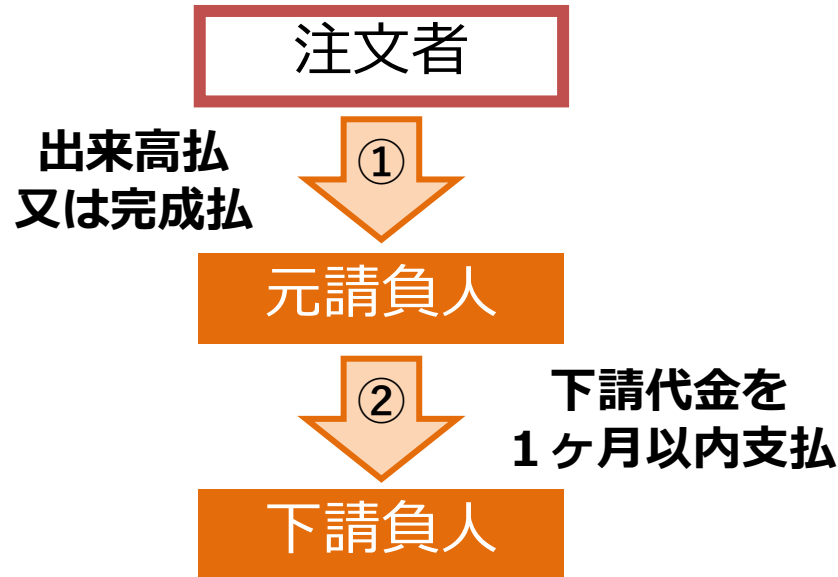 注文者
出来高払
又は完成払
①
元請負人
②
下請代金を
１ヶ月以内支払
下請負人